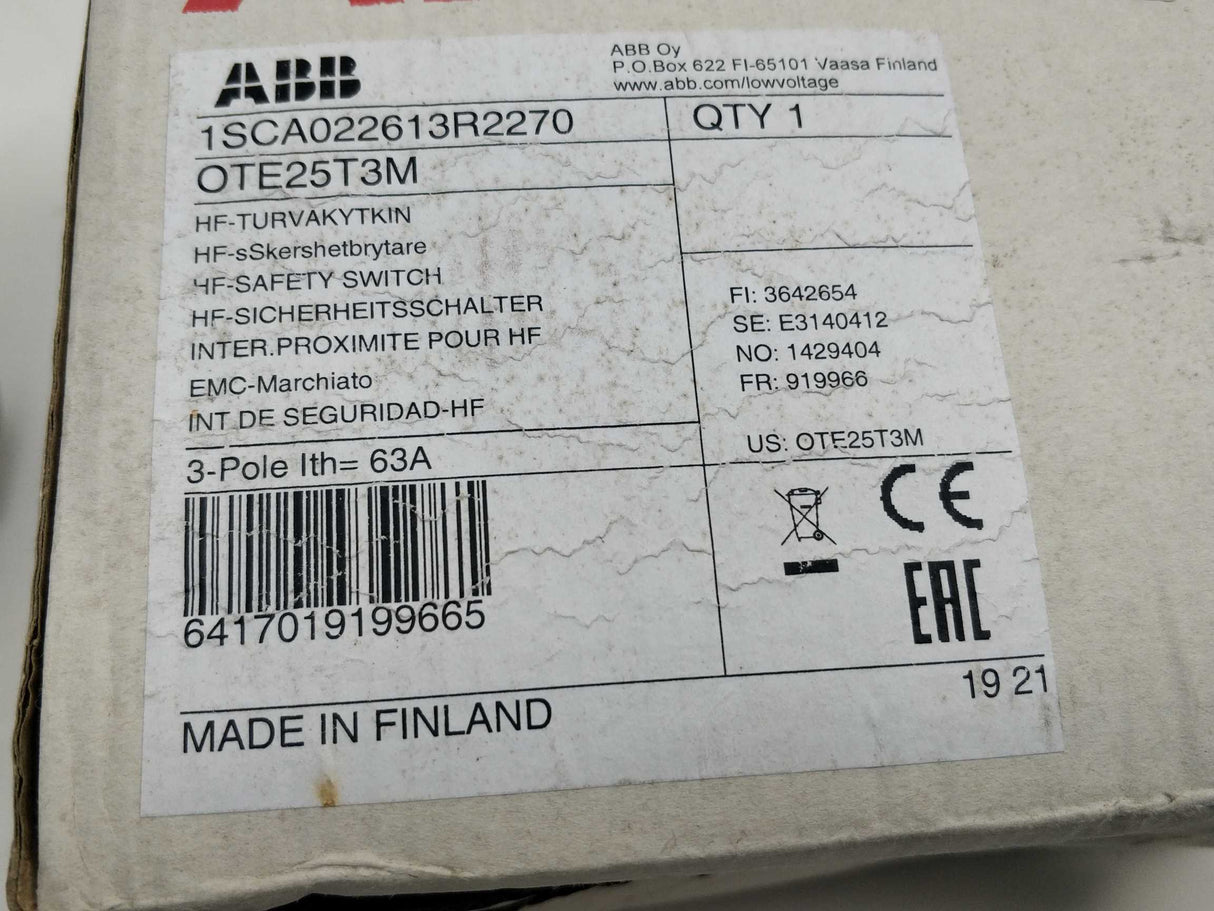 ABB
ABB Oy
P.O.Box 622 FI-65101 Vaasa Finland
www.abb.com/lowvoltage
1SCA022613R2270
QTY 1
OTE25T3M
HF-TURVAKYTKIN
HF-sSkershetbrytare
HF-SAFETY SWITCH
HF-SICHERHEITSSCHALTER
INTER.PROXIMITE POUR HF
EMC-Marchiato
INT DE SEGURIDAD-HF
FI: 3642654
SE: E3140412
NO: 1429404
FR: 919966
US: OTE25T3M
3-Pole Ith= 63A
CE
EAC
6417019199665
19 21
MADE IN FINLAND